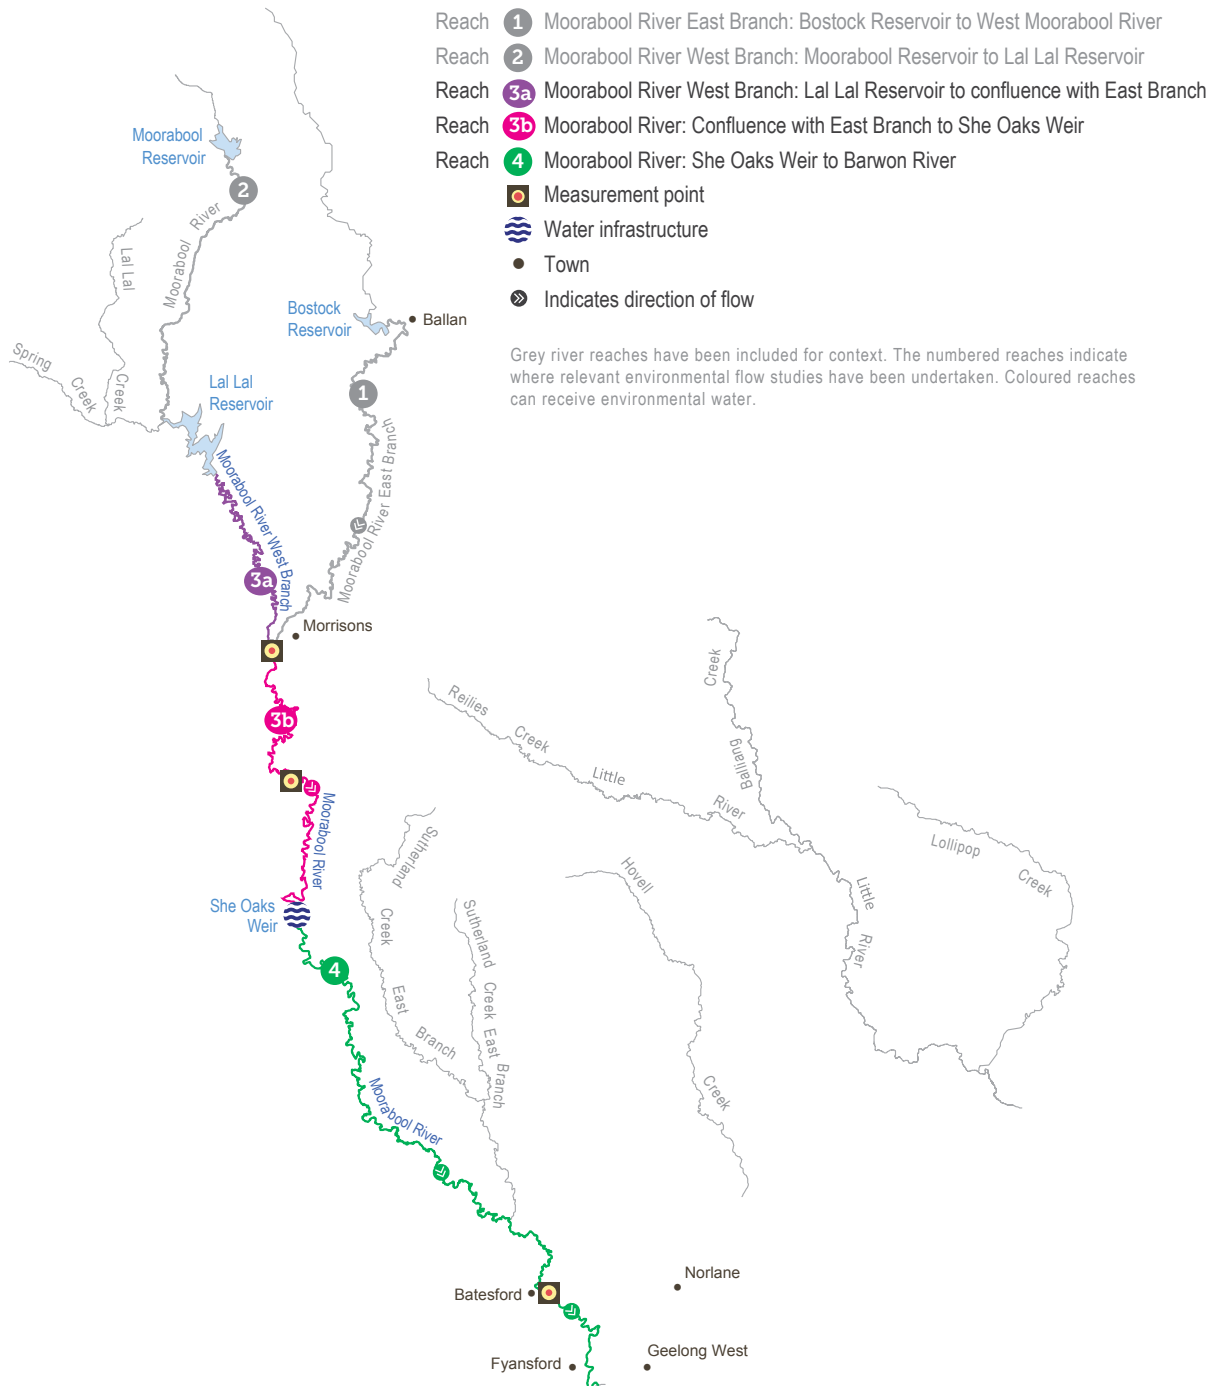 Reach 1 Moorabool River East Branch: Bostock Reservoir to West Moorabool River
Reach 2 Moorabool River West Branch: Moorabool Reservoir to Lal Lal Reservoir
Reach 3a Moorabool River West Branch: Lal Lal Reservoir to confluence with East Branch
Reach 3b Moorabool River: Confluence with East Branch to She Oaks Weir
Reach 4 Moorabool River: She Oaks Weir to Barwon River
Measurement point
Water infrastructure
Town
Indicates direction of flow
Grey river reaches have been included for context. The numbered reaches indicate
where relevant environmental flow studies have been undertaken. Coloured reaches
can receive environmental water.
Moorabool
Reservoir
2
Moorabool River
Lal Lal
Creek
Spring
Creek
Bostock
Reservoir
Ballan
Lal Lal
Reservoir
1
Moorabool River East Branch
Moorabool River West Branch
3a
Morrisons
3b
Moorabool River
Reilies
Creek
Little
River
Creek
Balliang
Little
River
Lollipop
Creek
Sutherland
Creek
East
Branch
Sutherland
Creek East
Branch
Hovell
Creek
She Oaks
Weir
4
Moorabool River
Batesford
Norlane
Fyansford
Geelong West